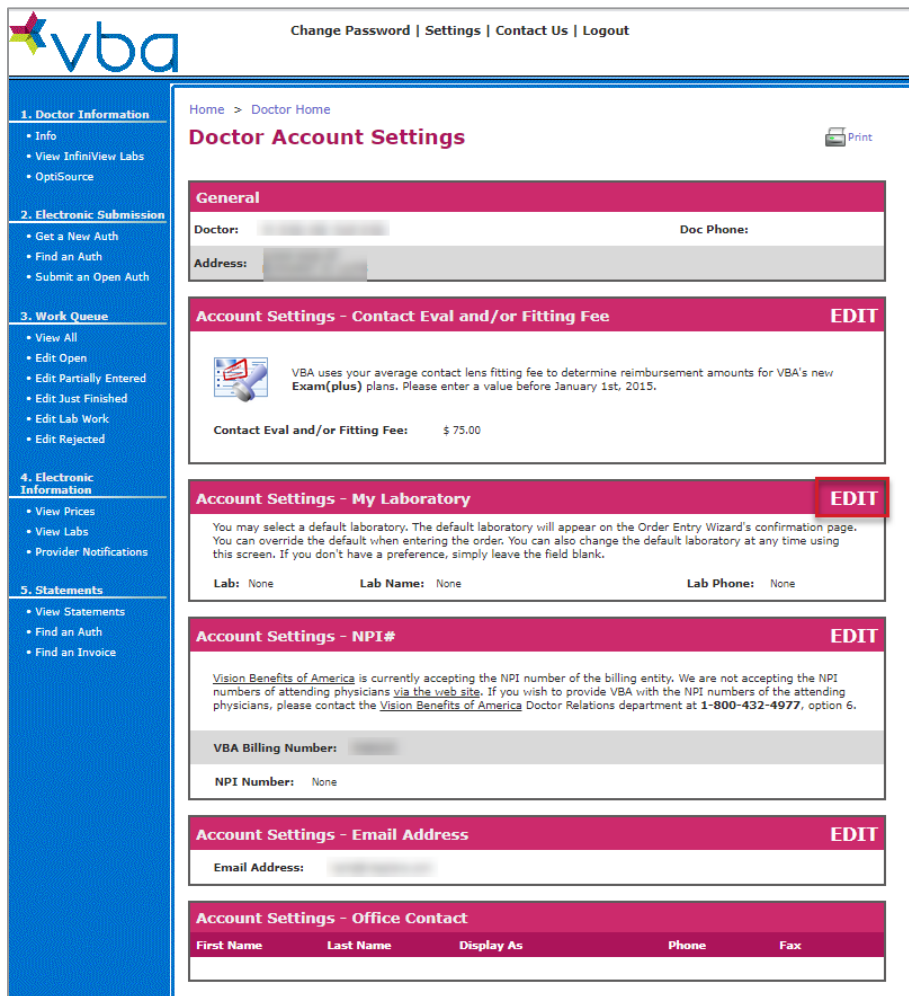 vba
Change Password | Settings | Contact Us | Logout
1. Doctor Information
• Info
• View InfiniView Labs
• OptiSource
2. Electronic Submission
• Get a New Auth
• Find an Auth
• Submit an Open Auth
3. Work Queue
• View All
• Edit Open
• Edit Partially Entered
• Edit Just Finished
• Edit Lab Work
• Edit Rejected
4. Electronic
Information
• View Prices
• View Labs
• Provider Notifications
5. Statements
• View Statements
• Find an Auth
• Find an Invoice
Home > Doctor Home
Doctor Account Settings
Print
General
Doctor: Doc Phone:
Address:
Account Settings - Contact Eval and/or Fitting Fee EDIT
VBA uses your average contact lens fitting fee to determine reimbursement amounts for VBA's new
Exam(plus) plans. Please enter a value before January 1st, 2015.
Contact Eval and/or Fitting Fee: $ 75.00
Account Settings - My Laboratory EDIT
You may select a default laboratory. The default laboratory will appear on the Order Entry Wizard's confirmation page.
You can override the default when entering the order. You can also change the default laboratory at any time using
this screen. If you don't have a preference, simply leave the field blank.
Lab: None Lab Name: None Lab Phone: None
Account Settings - NPI# EDIT
Vision Benefits of America is currently accepting the NPI number of the billing entity. We are not accepting the NPI
numbers of attending physicians via the web site. If you wish to provide VBA with the NPI numbers of the attending
physicians, please contact the Vision Benefits of America Doctor Relations department at 1-800-432-4977, option 6.
VBA Billing Number:
NPI Number: None
Account Settings - Email Address EDIT
Email Address:
Account Settings - Office Contact
First Name Last Name Display As Phone Fax